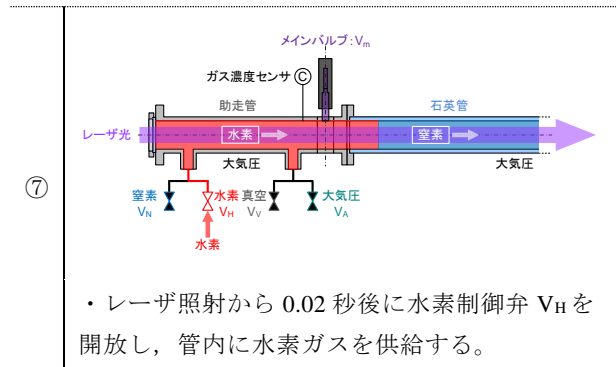 メインバルブ:Vm
ガス濃度センサ Ⓒ
助走管
石英管
レーザ光
水素
窒素
大気圧
大気圧
⑦
窒素 水素 真空 大気圧
VN VH VV VA
水素
・レーザ照射から 0.02 秒後に水素制御弁 VHを
開放し，管内に水素ガスを供給する。